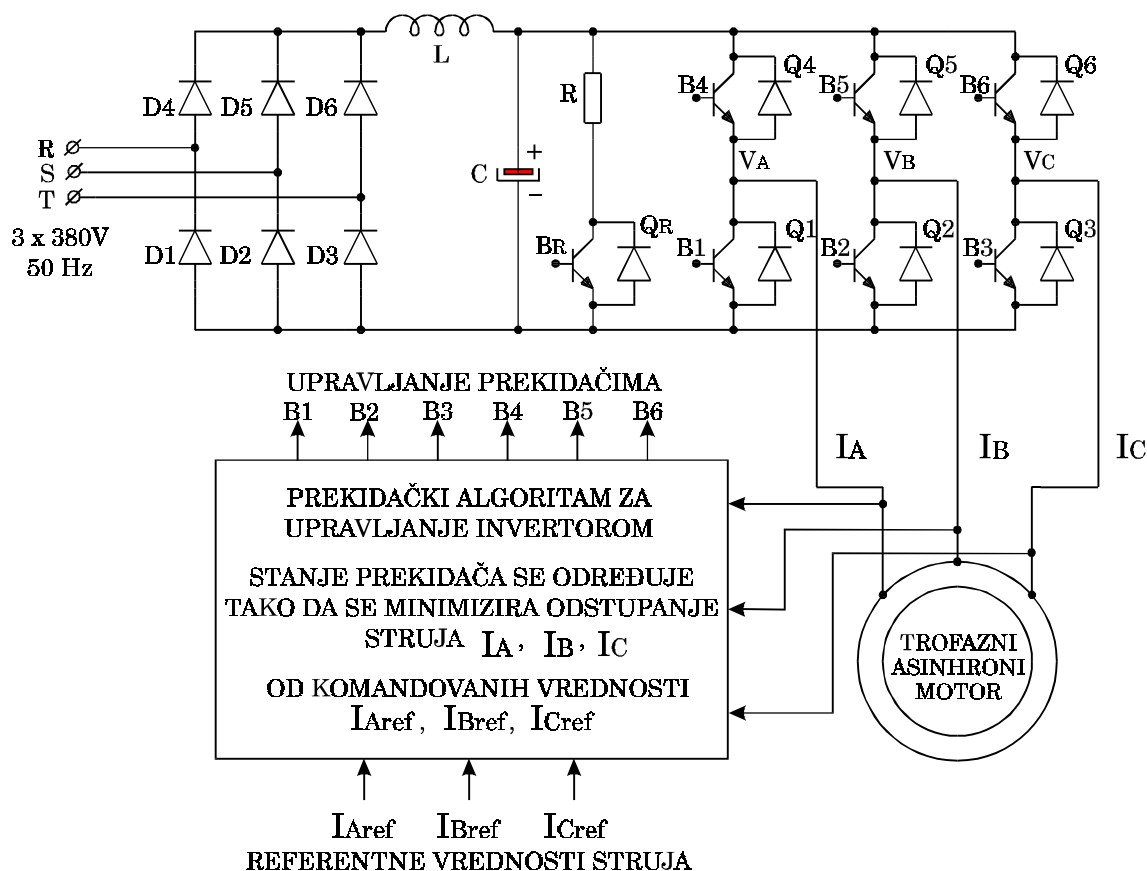 L
D4
D5
D6
R
S
T
3 x 380V
50 Hz
D1
D2
D3
C
+
−
R
BR
QR
B4
Q4
B5
Q5
B6
Q6
VA
VB
VC
B1
Q1
B2
Q2
B3
Q3
UPRAVLJANJE PREKIDAČIMA
B1 B2 B3 B4 B5 B6
IA IB IC
PREKIDAČKI ALGORITAM ZA
UPRAVLJANJE INVERTOROM
STANJE PREKIDAČA SE ODREĐUJE
TAKO DA SE MINIMIZIRA ODSTUPANJE
STRUJA IA, IB, IC
OD KOMANDOVANIH VREDNOSTI
IAref, IBref, ICref
TROFAZNI
ASINHRONI
MOTOR
IAref IBref ICref
REFERENTNE VREDNOSTI STRUJA